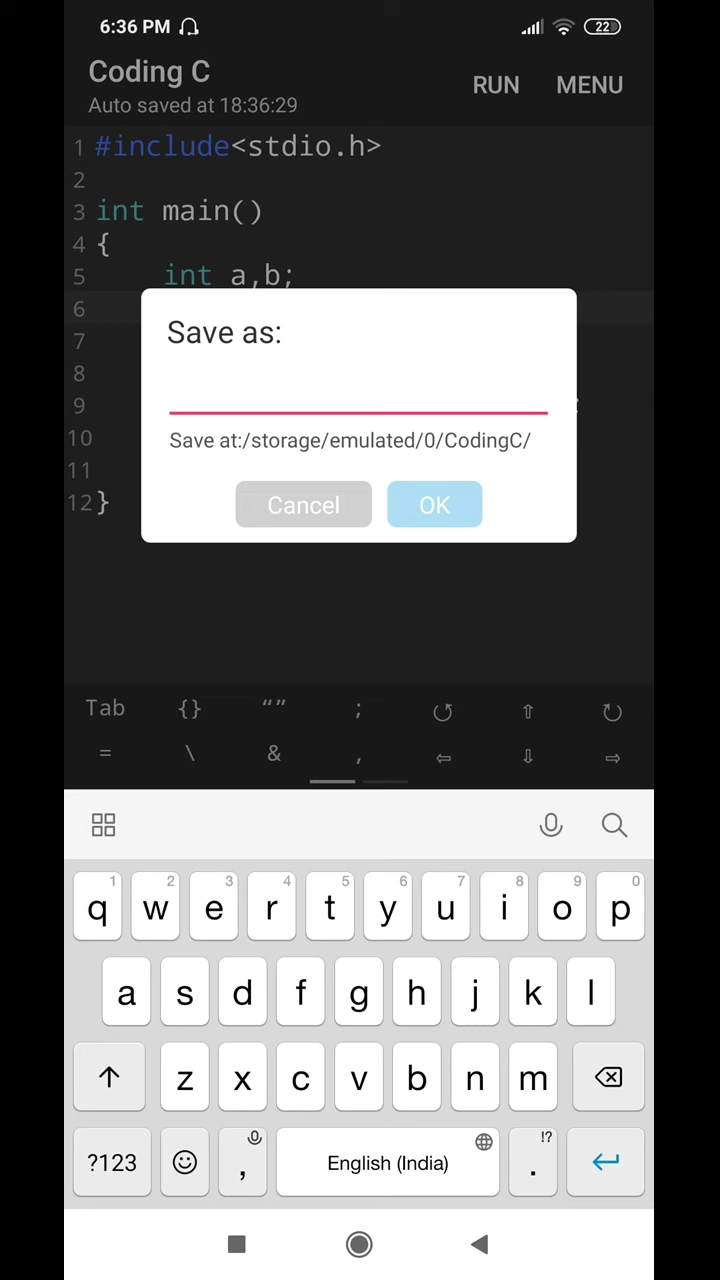 6:36 PM 22
Coding C RUN MENU
Auto saved at 18:36:29
1 #include<stdio.h>
2
3 int main()
4 {
5 int a,b;
6
7
8
9
10
11
12 }
Save as:
Save at:/storage/emulated/0/CodingC/
Cancel OK
Tab {} “” ; ↺ ⇧ ↻
= \ & , ⇦ ⇩ ⇨
1 2 3 4 5 6 7 8 9 0
q w e r t y u i o p
a s d f g h j k l
z x c v b n m
!?
?123 , English (India) .